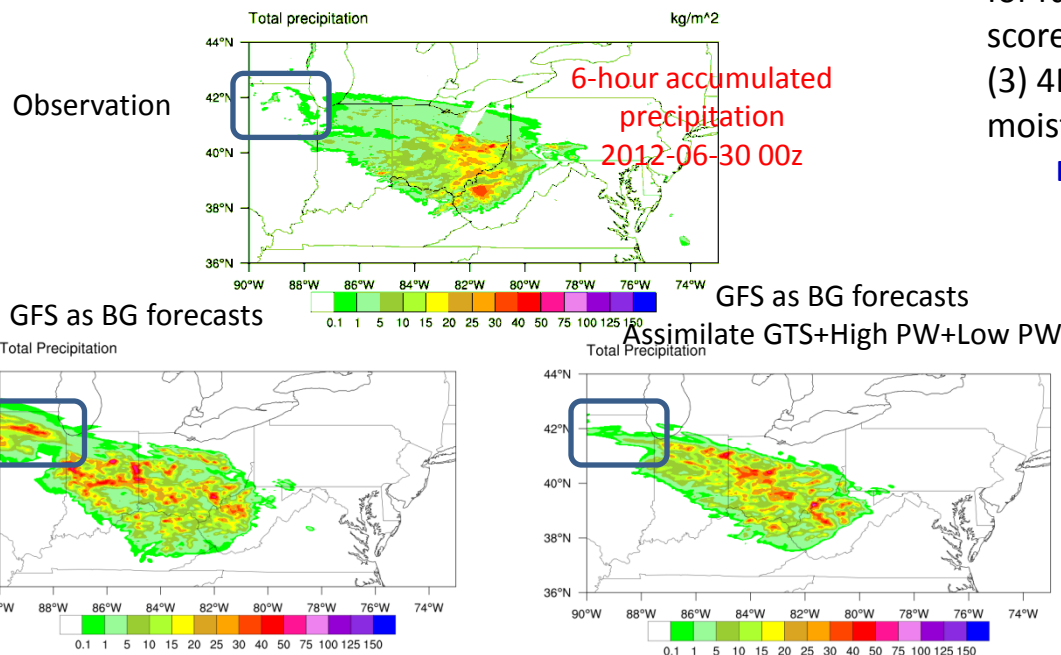 Total precipitation kg/m^2
for
score
(3) 4
moist
44°N
42°N
40°N
38°N
36°N
Observation
6-hour accumulated
precipitation
2012-06-30 00z
90°W 88°W 86°W 84°W 82°W 80°W 78°W 76°W 74°W
0.1 1 5 10 15 20 25 30 40 50 75 100 125 150
GFS as BG forecasts
Total Precipitation
88°W 86°W 84°W 82°W 80°W 78°W 76°W 74°W
0.1 1 5 10 15 20 25 30 40 50 75 100 125 150
GFS as BG forecasts
Assimilate GTS+High PW+Low PW
Total Precipitation
44°N
42°N
40°N
38°N
36°N
90°W 88°W 86°W 84°W 82°W 80°W 78°W 76°W 74°W
0.1 1 5 10 15 20 25 30 40 50 75 100 125 150